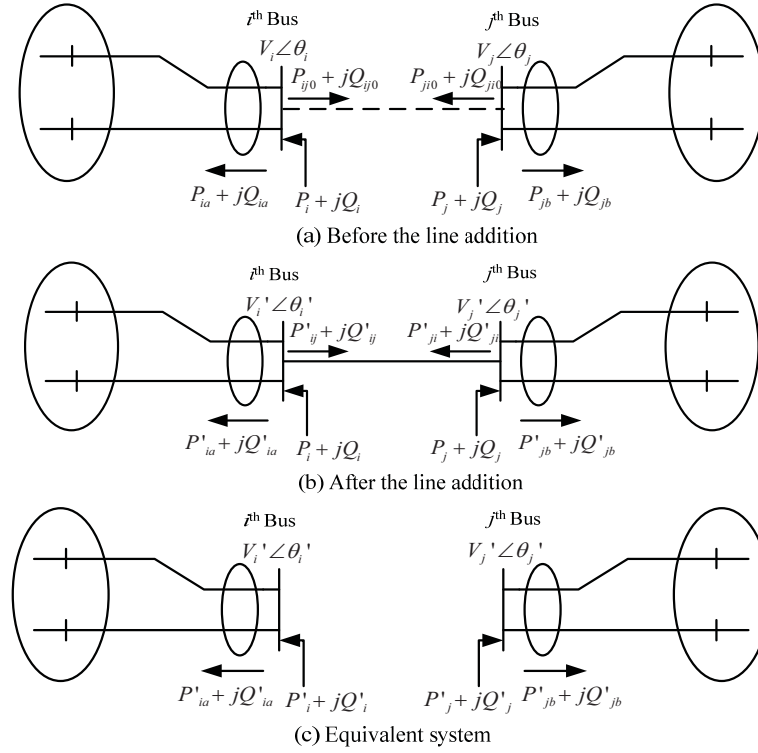 i^th Bus
j^th Bus
V_i∠θ_i
V_j∠θ_j
P_ij0 + jQ_ij0
P_ji0 + jQ_ji0
P_ia + jQ_ia
P_i + jQ_i
P_j + jQ_j
P_jb + jQ_jb
(a) Before the line addition
i^th Bus
j^th Bus
V_i'∠θ_i'
V_j'∠θ_j'
P'_ij + jQ'_ij
P'_ji + jQ'_ji
P'_ia + jQ'_ia
P_i + jQ_i
P_j + jQ_j
P'_jb + jQ'_jb
(b) After the line addition
i^th Bus
j^th Bus
V_i'∠θ_i'
V_j'∠θ_j'
P'_ia + jQ'_ia
P'_i + jQ'_i
P'_j + jQ'_j
P'_jb + jQ'_jb
(c) Equivalent system